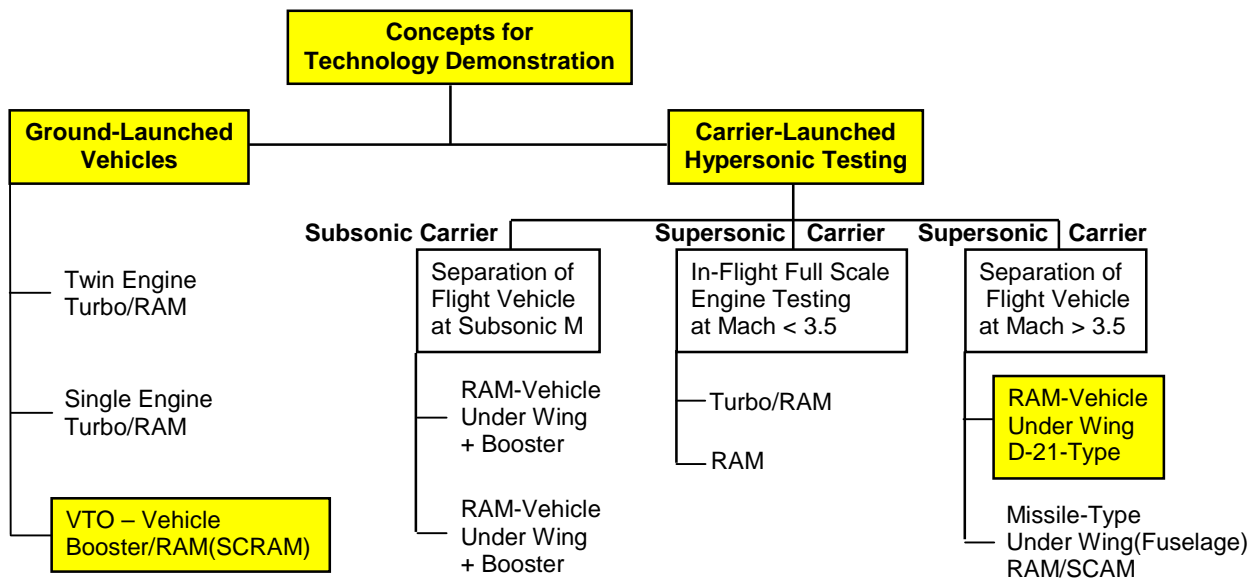 Concepts for
Technology Demonstration
Ground-Launched
Vehicles
Carrier-Launched
Hypersonic Testing
Twin Engine
Turbo/RAM
Single Engine
Turbo/RAM
VTO – Vehicle
Booster/RAM(SCRAM)
Subsonic Carrier
Separation of
Flight Vehicle
at Subsonic M
RAM-Vehicle
Under Wing
+ Booster
RAM-Vehicle
Under Wing
+ Booster
Supersonic Carrier
In-Flight Full Scale
Engine Testing
at Mach < 3.5
Turbo/RAM
RAM
Supersonic Carrier
Separation of
Flight Vehicle
at Mach > 3.5
RAM-Vehicle
Under Wing
D-21-Type
Missile-Type
Under Wing(Fuselage)
RAM/SCAM